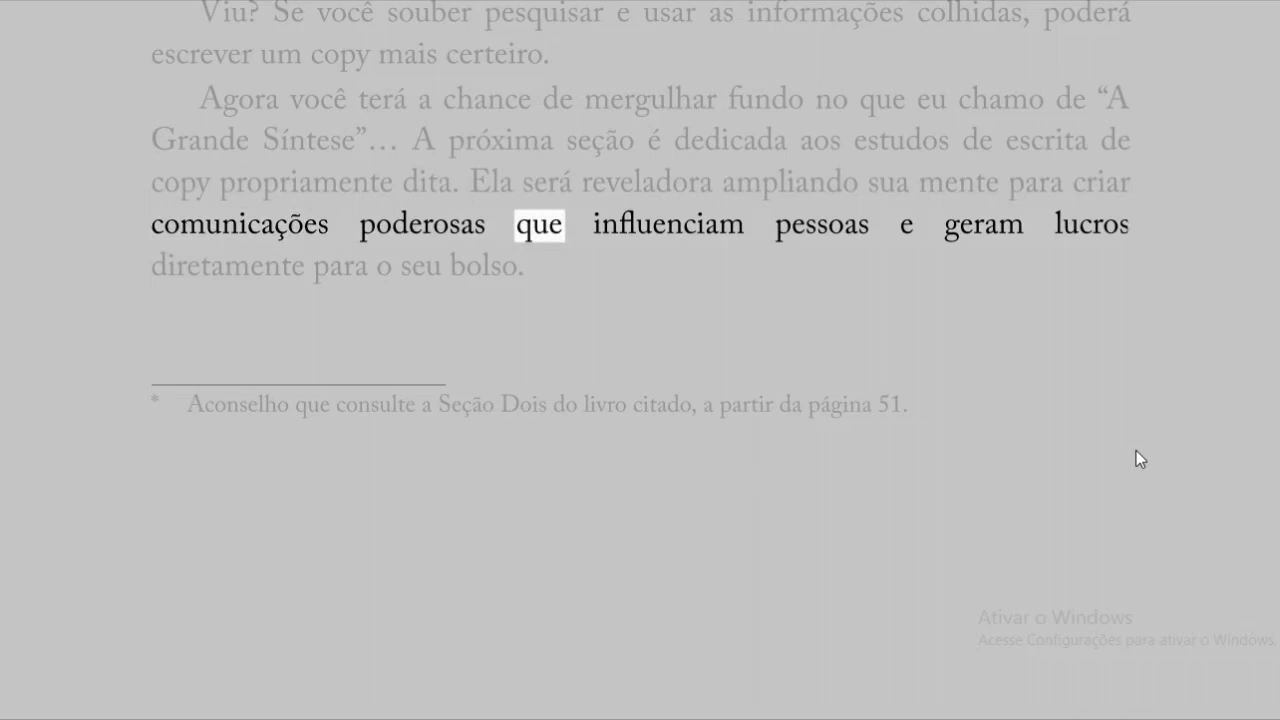 Viu? Se você souber pesquisar e usar as informações colhidas, poderá
escrever um copy mais certeiro.
Agora você terá a chance de mergulhar fundo no que eu chamo de “A
Grande Síntese”… A próxima seção é dedicada aos estudos de escrita de
copy propriamente dita. Ela será reveladora ampliando sua mente para criar
comunicações poderosas que influenciam pessoas e geram lucros
diretamente para o seu bolso.
* Aconselho que consulte a Seção Dois do livro citado, a partir da página 51.
Ativar o Windows
Acesse Configurações para ativar o Windows.